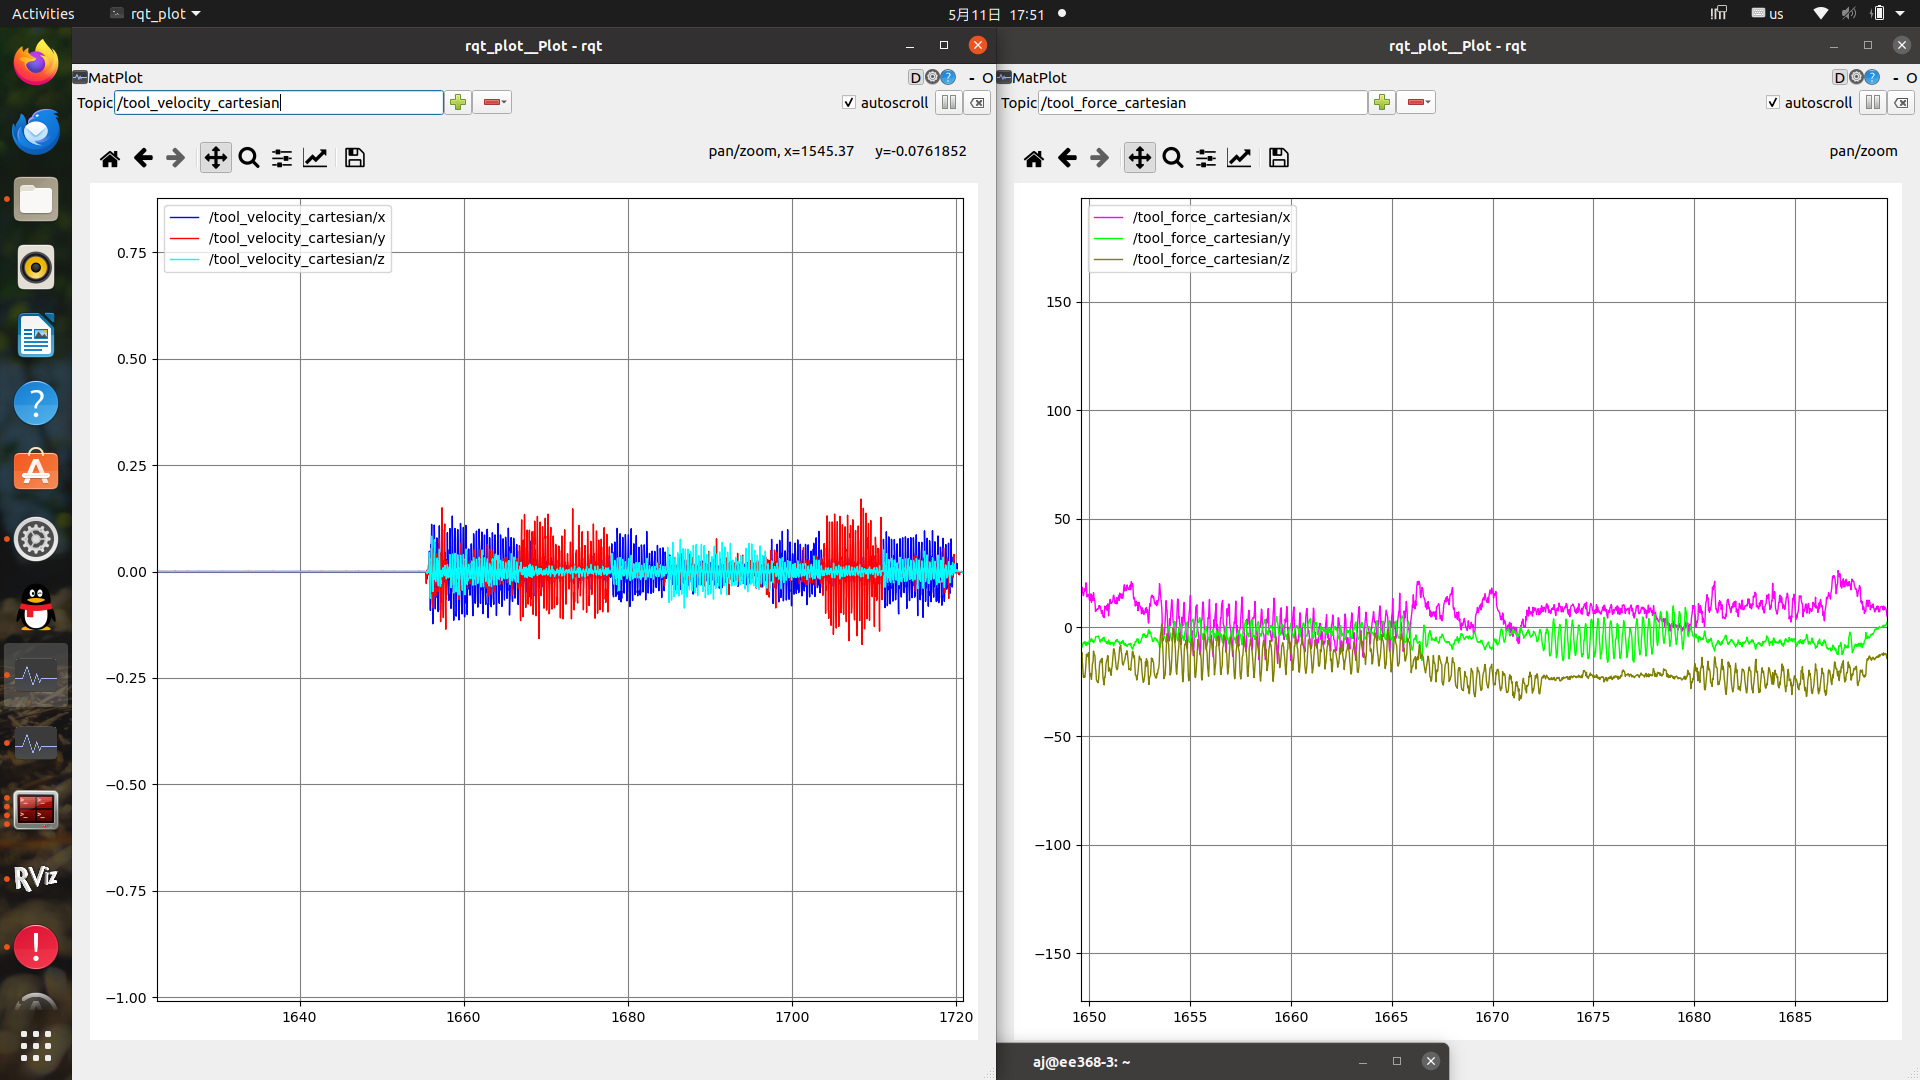 Activities rqt_plot 5月11日 17:51 us
rqt_plot__Plot - rqt
MatPlot D - O
Topic /tool_velocity_cartesian autoscroll
pan/zoom, x=1545.37 y=-0.0761852
/tool_velocity_cartesian/x
/tool_velocity_cartesian/y
/tool_velocity_cartesian/z
0.75
0.50
0.25
0.00
−0.25
−0.50
−0.75
−1.00
1640 1660 1680 1700 1720
rqt_plot__Plot - rqt
MatPlot D - O
Topic /tool_force_cartesian autoscroll
pan/zoom
/tool_force_cartesian/x
/tool_force_cartesian/y
/tool_force_cartesian/z
150
100
50
0
−50
−100
−150
1650 1655 1660 1665 1670 1675 1680 1685
aj@ee368-3: ~
RViz